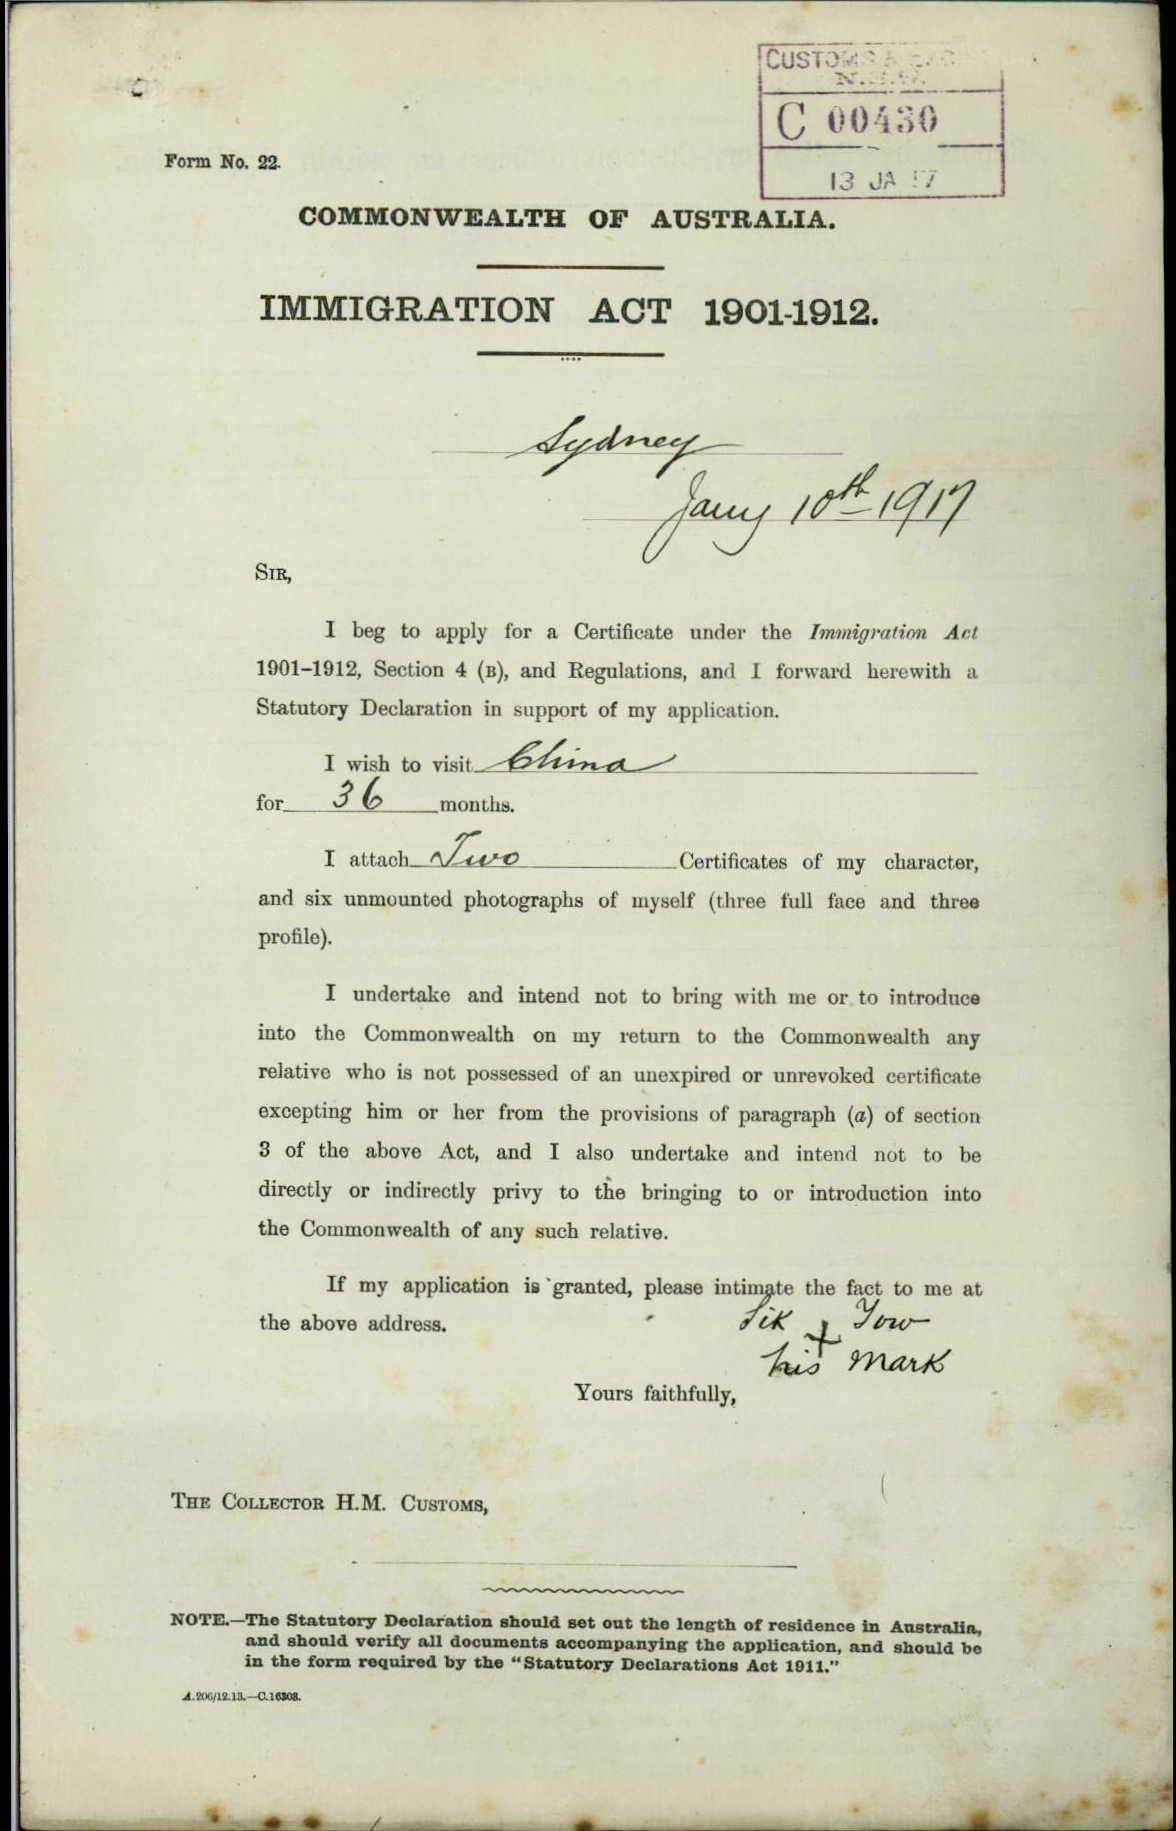 CUSTOMS &
N.S.W.
C 00430
13 JA 17
Form No. 22.
COMMONWEALTH OF AUSTRALIA.
IMMIGRATION ACT 1901-1912.
Sydney
Jany 10th 1917
SIR,
I beg to apply for a Certificate under the Immigration Act
1901–1912, Section 4 (B), and Regulations, and I forward herewith a
Statutory Declaration in support of my application.
I wish to visit China
for 36 months.
I attach Two Certificates of my character,
and six unmounted photographs of myself (three full face and three
profile).
I undertake and intend not to bring with me or to introduce
into the Commonwealth on my return to the Commonwealth any
relative who is not possessed of an unexpired or unrevoked certificate
excepting him or her from the provisions of paragraph (a) of section
3 of the above Act, and I also undertake and intend not to be
directly or indirectly privy to the bringing to or introduction into
the Commonwealth of any such relative.
If my application is granted, please intimate the fact to me at
the above address.
Sik + Yow
his mark
Yours faithfully,
THE COLLECTOR H.M. CUSTOMS,
NOTE.—The Statutory Declaration should set out the length of residence in Australia,
and should verify all documents accompanying the application, and should be
in the form required by the "Statutory Declarations Act 1911."
A.206/12.13.—C.16308.